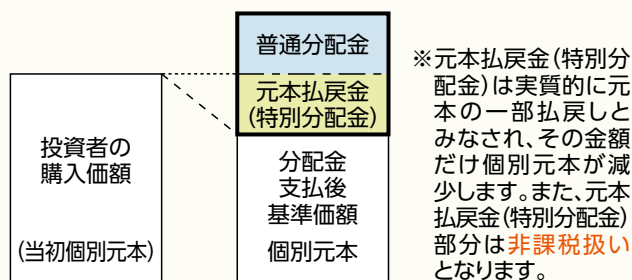 投資者の
購入価額
(当初個別元本)
普通分配金
元本払戻金
(特別分配金)
分配金
支払後
基準価額
個別元本
※元本払戻金(特別分
配金)は実質的に元
本の一部払戻しと
みなされ、その金額
だけ個別元本が減
少します。また、元本
払戻金(特別分配金)
部分は非課税扱い
となります。